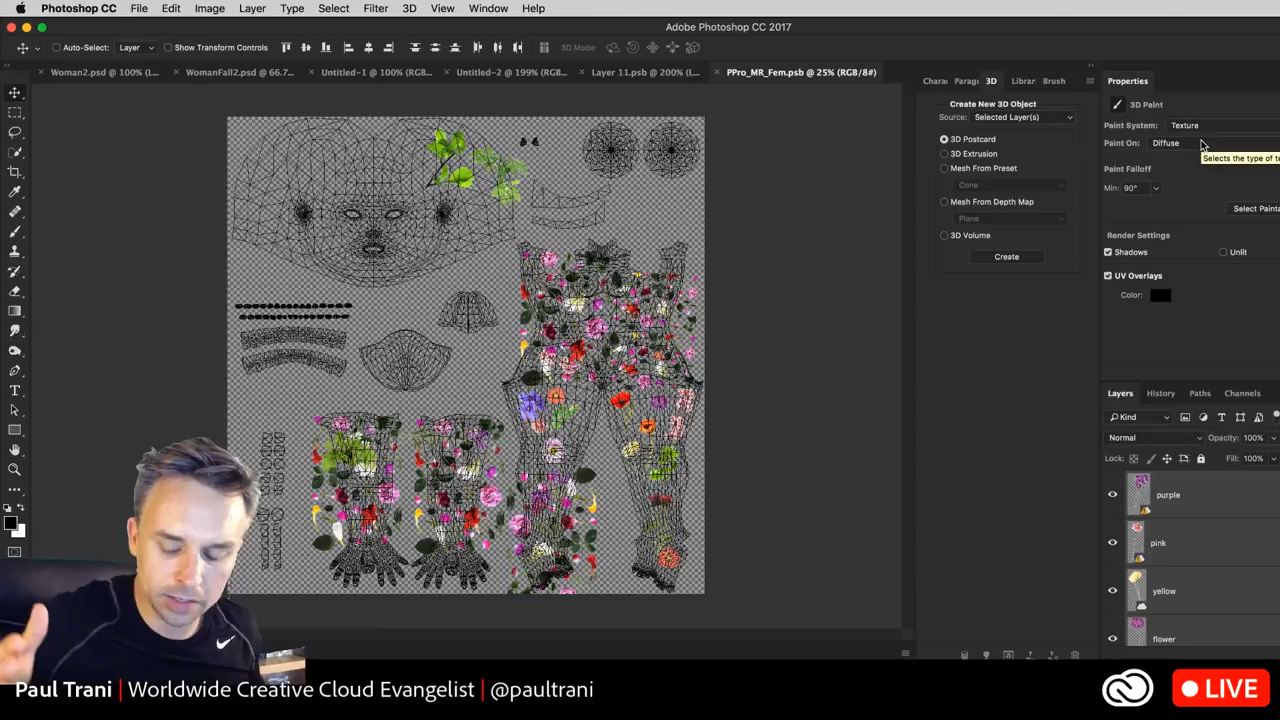 Photoshop CC File Edit Image Layer Type Select Filter 3D View Window Help
Adobe Photoshop CC 2017
Auto-Select: Layer Show Transform Controls 3D Mode:
Woman2.psd @ 100% (L... WomanFall2.psd @ 66.7... Untitled-1 @ 100% (RGB... Untitled-2 @ 199% (RGB... Layer 11.psb @ 200% (L... PPro_MR_Fem.psb @ 25% (RGB/8#)
Chara Parag 3D Librar Brush
Create New 3D Object
Source: Selected Layer(s)
3D Postcard
3D Extrusion
Mesh From Preset
Cone
Mesh From Depth Map
Plane
3D Volume
Create
Properties
3D Paint
Paint System: Texture
Paint On: Diffuse
Selects the type of te
Paint Falloff
Min: 90°
Select Painta
Render Settings
Shadows Unlit
UV Overlays
Color:
Layers History Paths Channels
Kind
Normal Opacity: 100%
Lock: Fill: 100%
purple
pink
yellow
flower
Paul Trani | Worldwide Creative Cloud Evangelist | @paultrani
LIVE